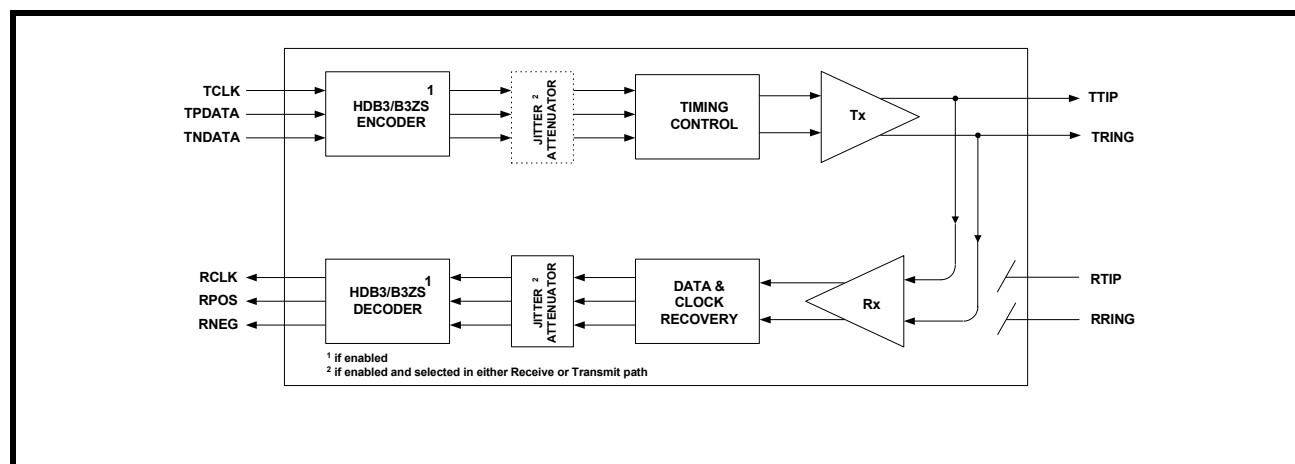 TCLK
TPDATA
TNDATA
HDB3/B3ZS 1
ENCODER
JITTER 2
ATTENUATOR
TIMING
CONTROL
Tx
TTIP
TRING
RCLK
RPOS
RNEG
HDB3/B3ZS 1
DECODER
JITTER 2
ATTENUATOR
DATA &
CLOCK
RECOVERY
Rx
RTIP
RRING
1 if enabled
2 if enabled and selected in either Receive or Transmit path